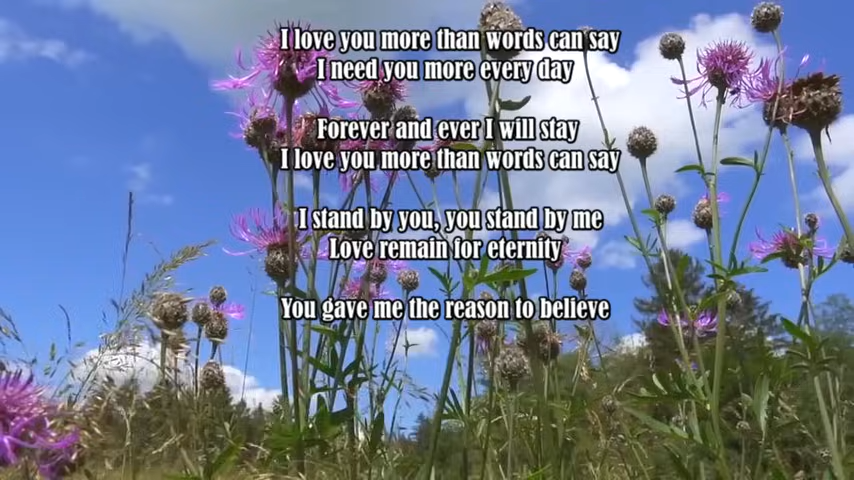 I love you more than words can say
I need you more every day
Forever and ever I will stay
I love you more than words can say
I stand by you, you stand by me
Love remain for eternity
You gave me the reason to believe